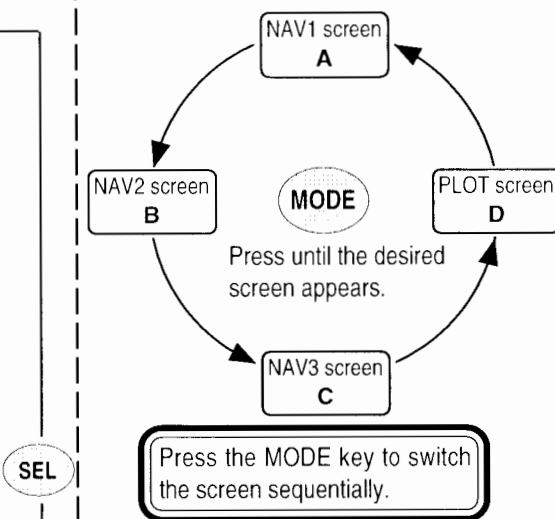 NAV1 screen
A
NAV2 screen
B
MODE
PLOT screen
D
Press until the desired
screen appears.
NAV3 screen
C
SEL
Press the MODE key to switch
the screen sequentially.